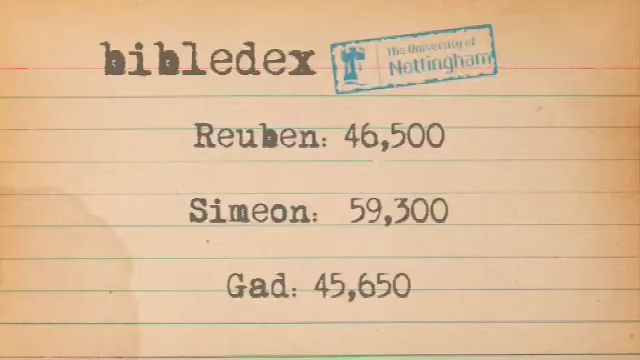 bibledex
The University of
Nottingham
Reuben: 46,500
Simeon: 59,300
Gad: 45,650